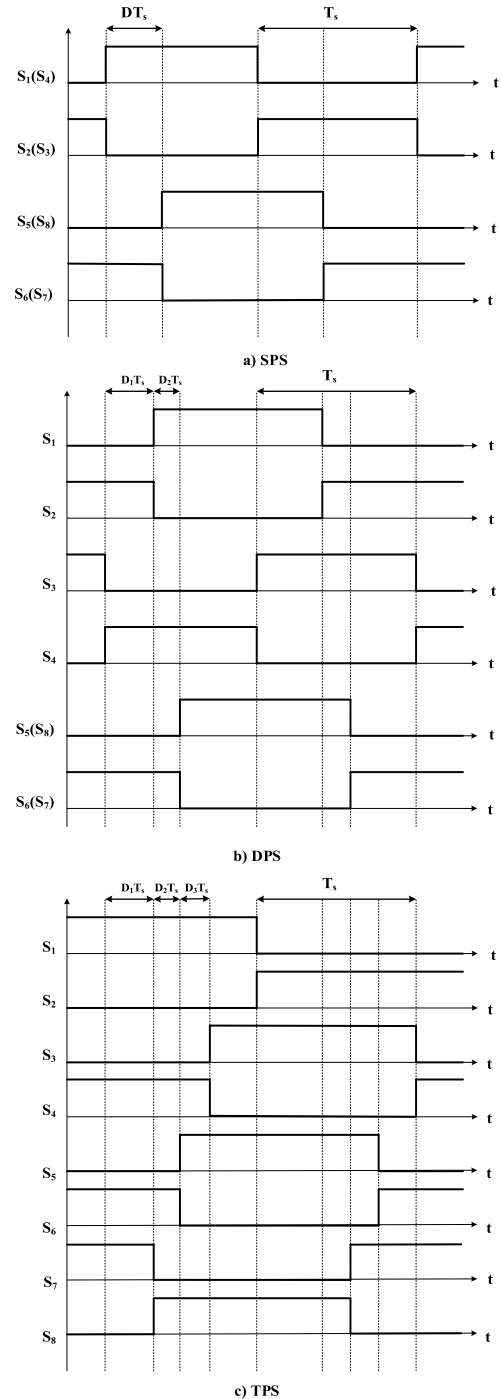 DTₛ Tₛ
S₁(S₄) t
S₂(S₃) t
S₅(S₈) t
S₆(S₇) t
a) SPS
D₁Tₛ D₂Tₛ Tₛ
S₁ t
S₂ t
S₃ t
S₄ t
S₅(S₈) t
S₆(S₇) t
b) DPS
D₁Tₛ D₂Tₛ D₃Tₛ Tₛ
S₁ t
S₂ t
S₃ t
S₄ t
S₅ t
S₆ t
S₇ t
S₈ t
c) TPS